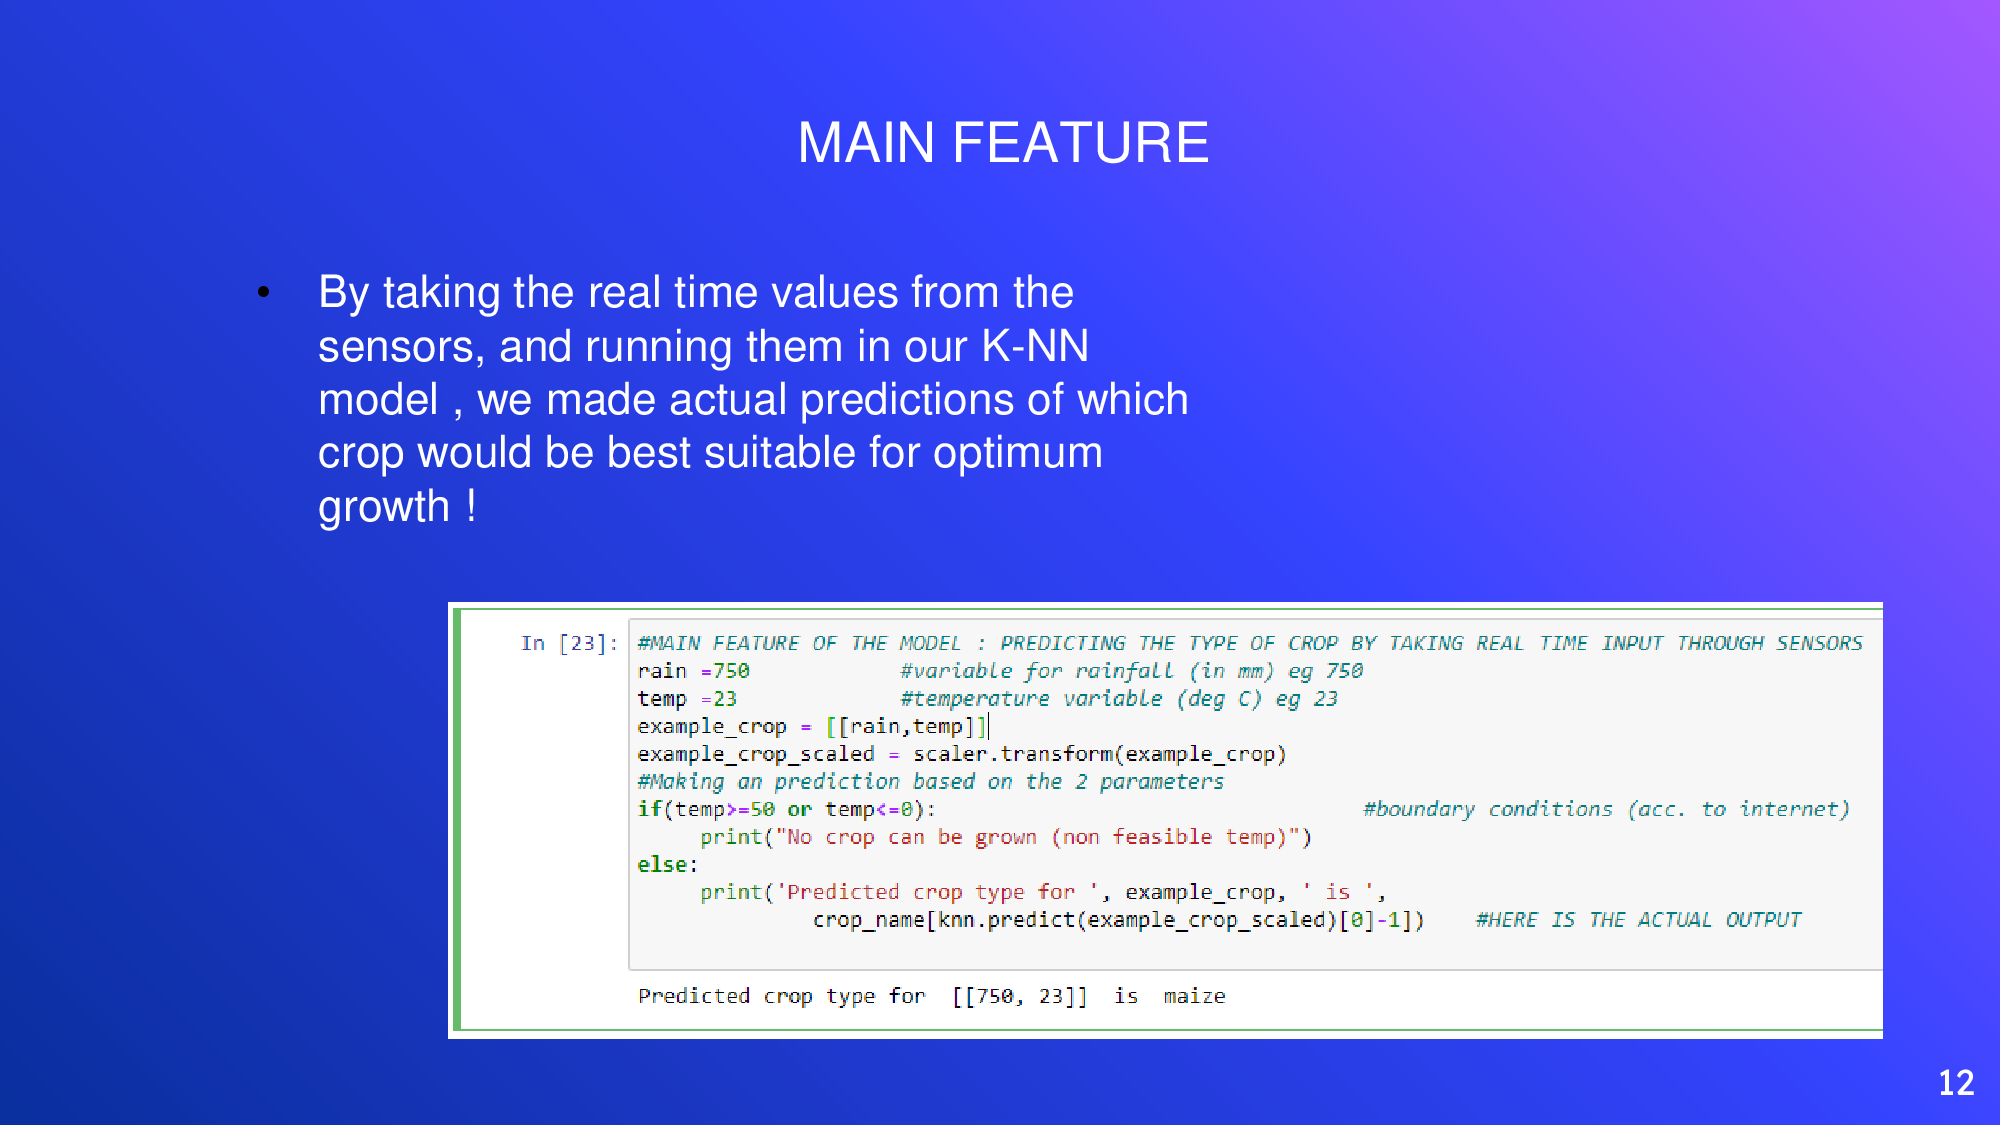 MAIN FEATURE
• By taking the real time values from the
sensors, and running them in our K-NN
model , we made actual predictions of which
crop would be best suitable for optimum
growth !
In [23]: #MAIN FEATURE OF THE MODEL : PREDICTING THE TYPE OF CROP BY TAKING REAL TIME INPUT THROUGH SENSORS
rain =750 #variable for rainfall (in mm) eg 750
temp =23 #temperature variable (deg C) eg 23
example_crop = [[rain,temp]]
example_crop_scaled = scaler.transform(example_crop)
#Making an prediction based on the 2 parameters
if(temp>=50 or temp<=0): #boundary conditions (acc. to internet)
print("No crop can be grown (non feasible temp)")
else:
print('Predicted crop type for ', example_crop, ' is ',
crop_name[knn.predict(example_crop_scaled)[0]-1]) #HERE IS THE ACTUAL OUTPUT
Predicted crop type for [[750, 23]] is maize
12